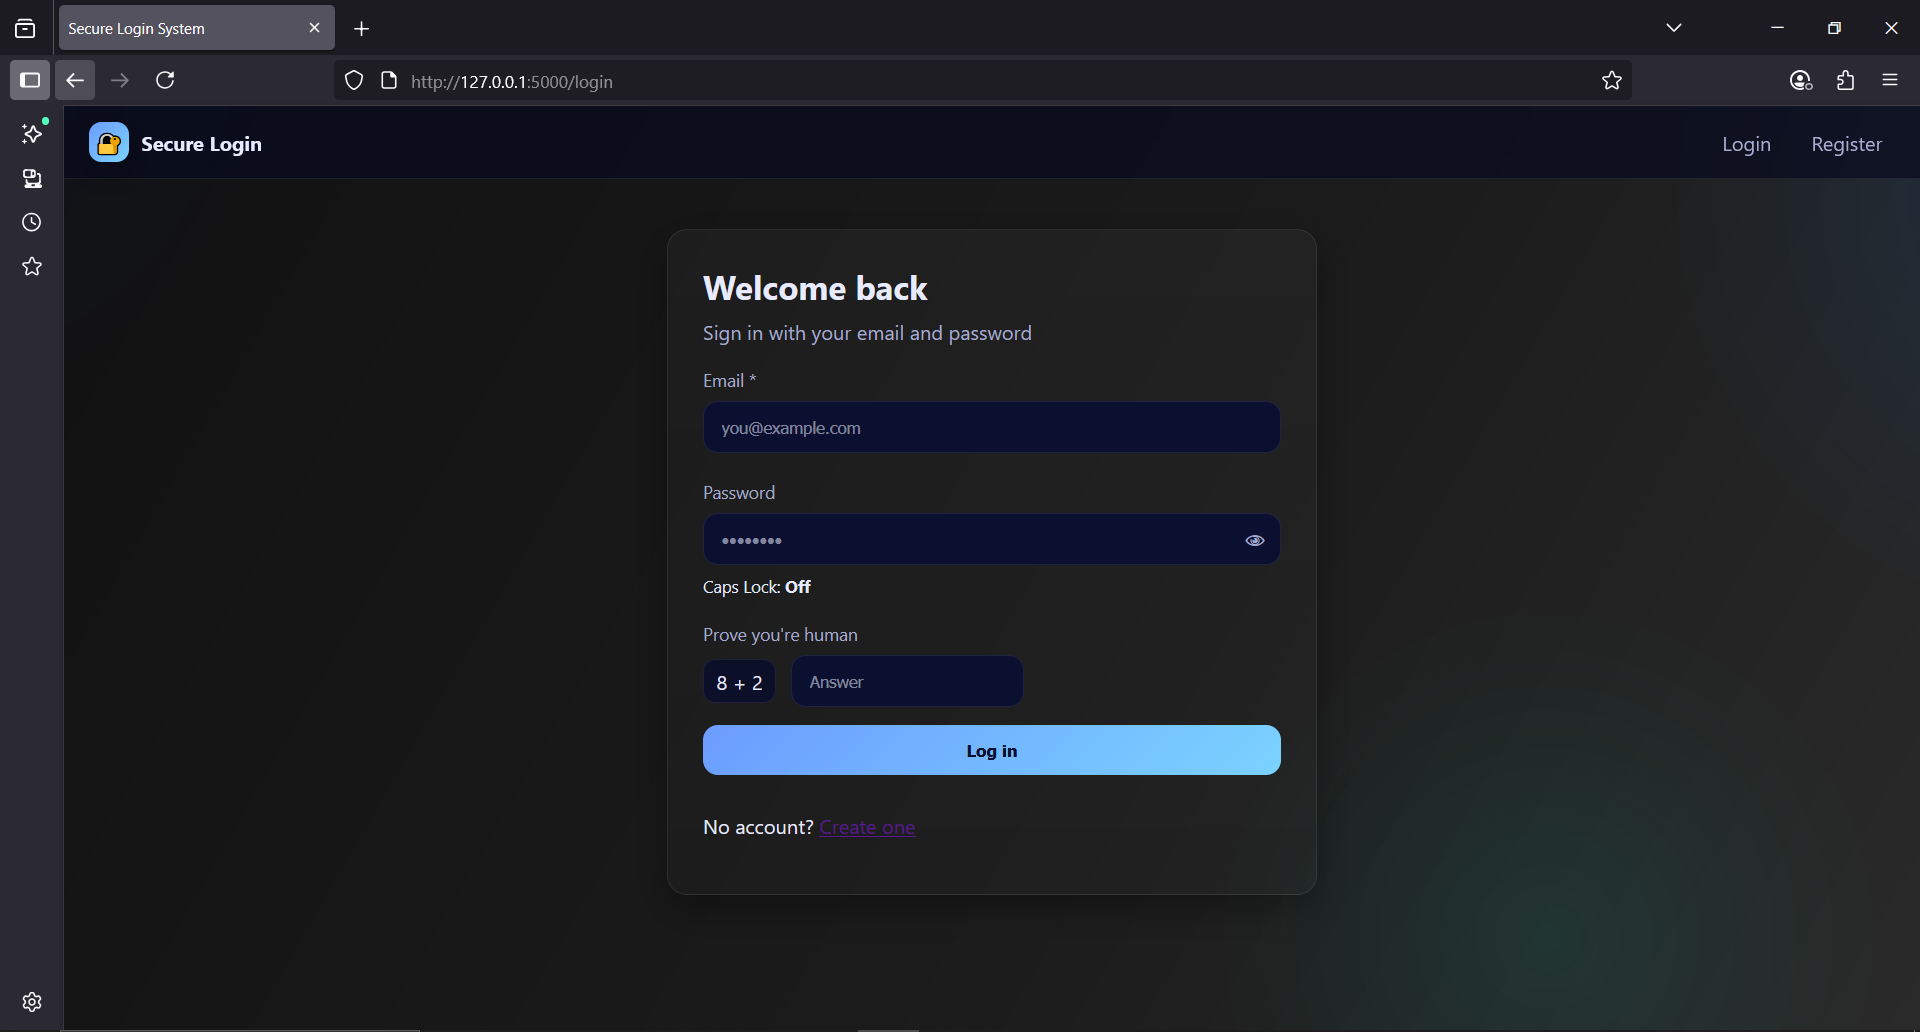 Secure Login System
http://127.0.0.1:5000/login
Secure Login
Login
Register
Welcome back
Sign in with your email and password
Email *
you@example.com
Password
••••••••
Caps Lock: Off
Prove you're human
8 + 2
Answer
Log in
No account? Create one